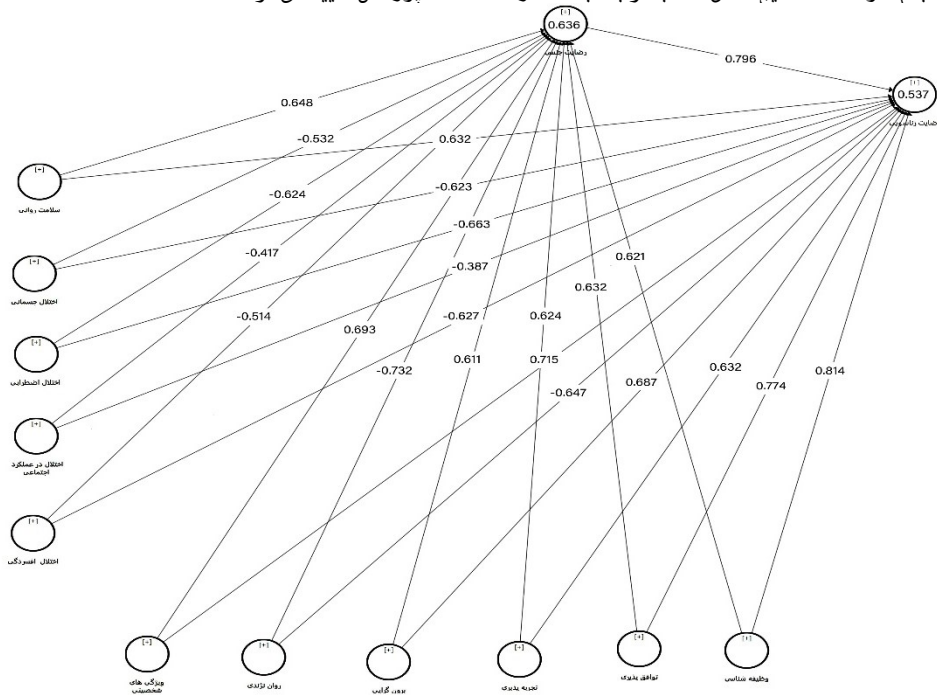 [+]
0.636
رضایت جنسی
0.796
[+]
0.537
رضایت زناشویی
0.648
-0.532
0.632
[+]
سلامت روانی
-0.624
-0.623
-0.663
-0.417
-0.387
0.621
[+]
اختلال جسمانی
0.632
-0.514
-0.627
0.624
0.693
[+]
اختلال اضطرابی
0.611
0.715
0.632
-0.732
0.687
0.774
0.814
-0.647
[+]
اختلال در عملکرد
اجتماعی
[+]
اختلال افسردگی
[+]
ویژگی های
شخصیتی
[+]
روان نژندی
[+]
برون گرایی
[+]
تجربه پذیری
[+]
توافق پذیری
[+]
وظیفه شناسی